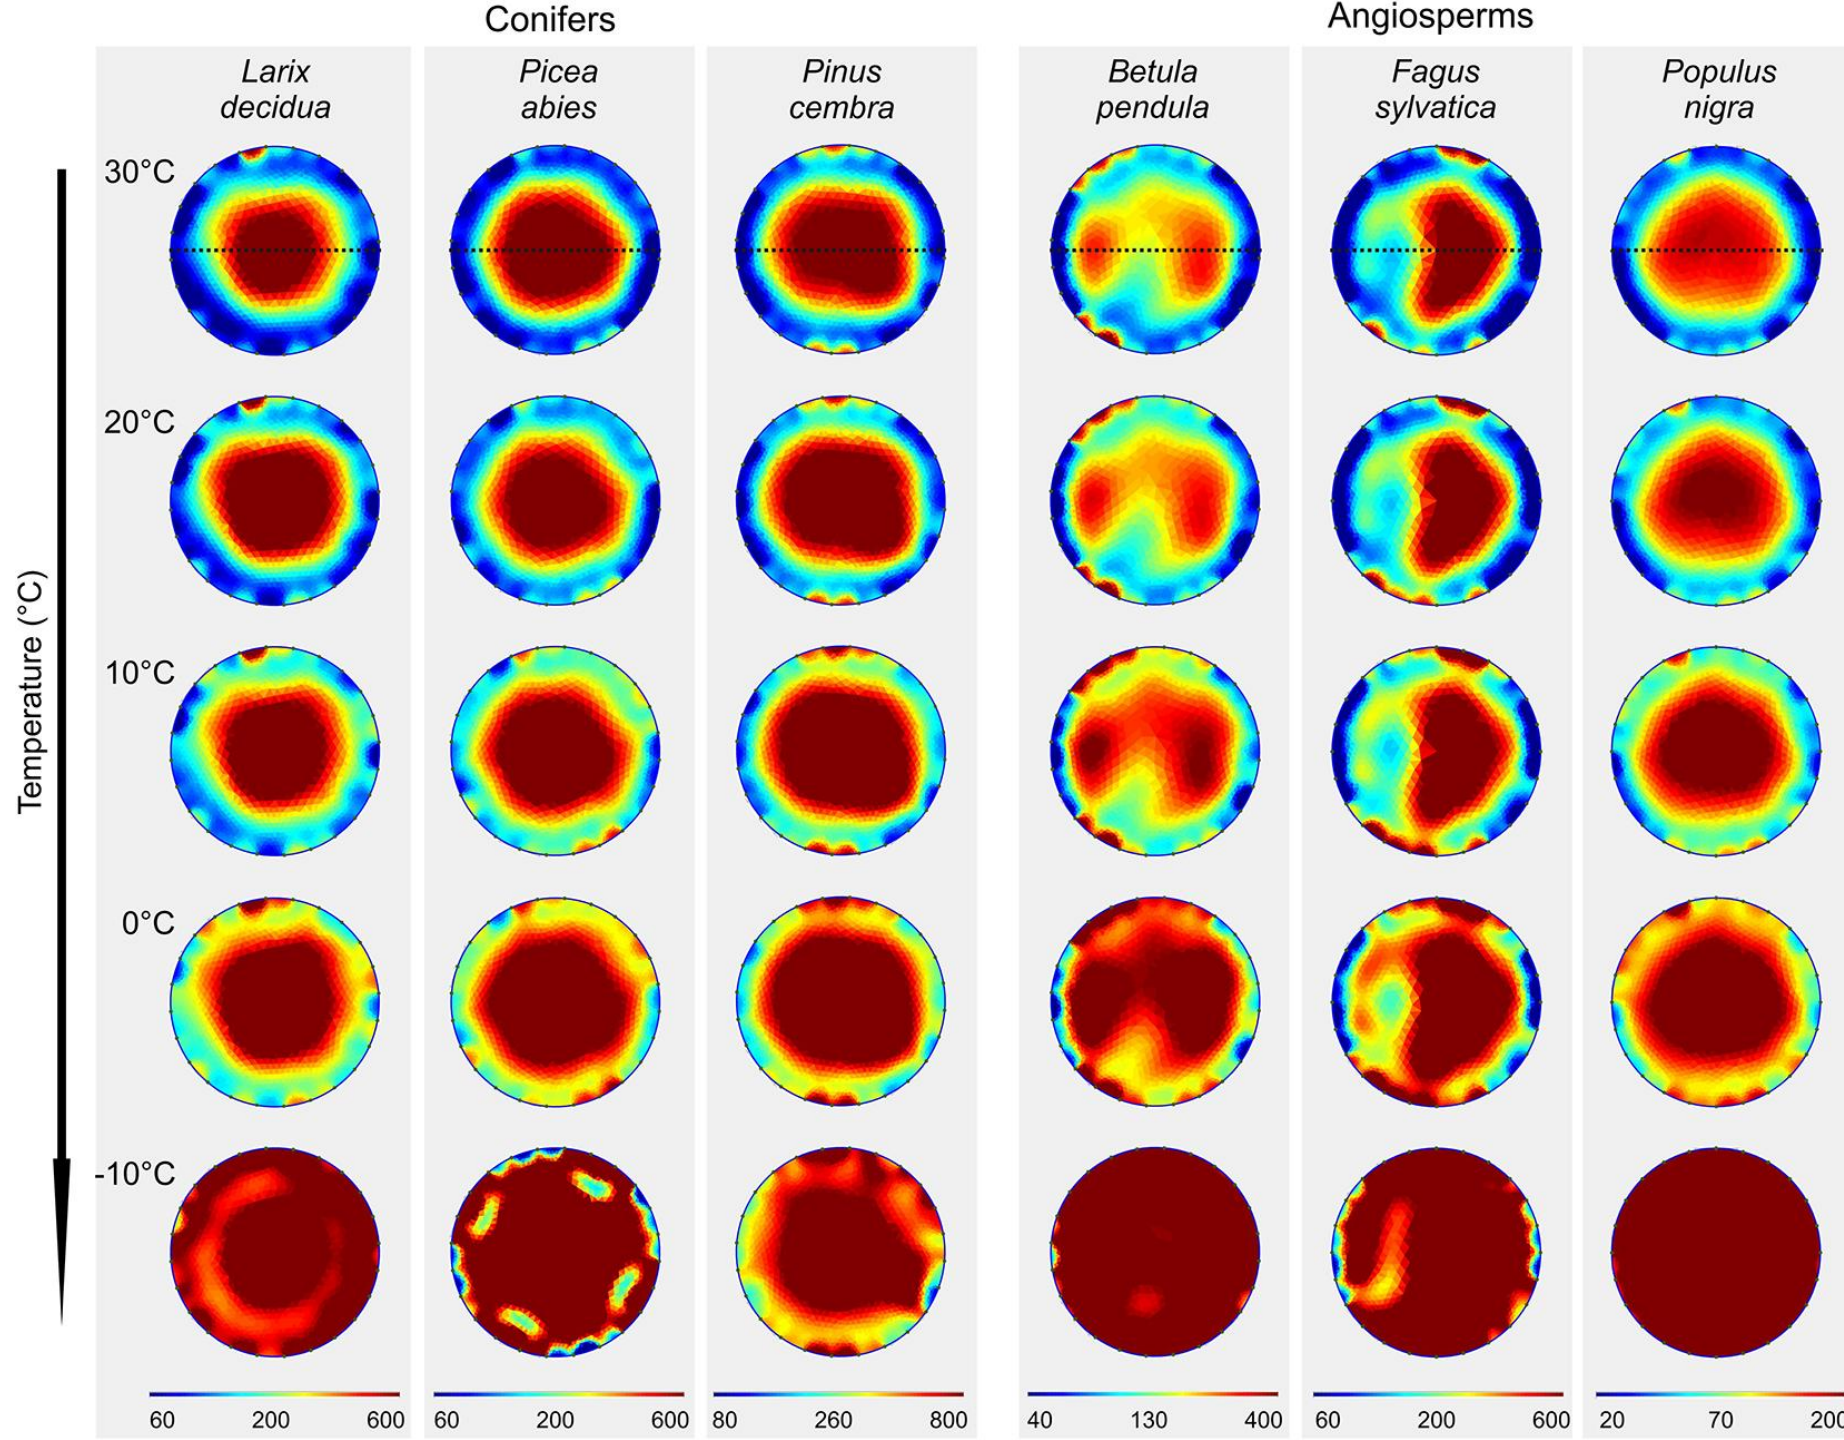 Conifers
Angiosperms
Larix
decidua
Picea
abies
Pinus
cembra
Betula
pendula
Fagus
sylvatica
Populus
nigra
30°C
20°C
10°C
0°C
-10°C
Temperature (°C)
60 200 600
60 200 600
80 260 800
40 130 400
60 200 600
20 70 200